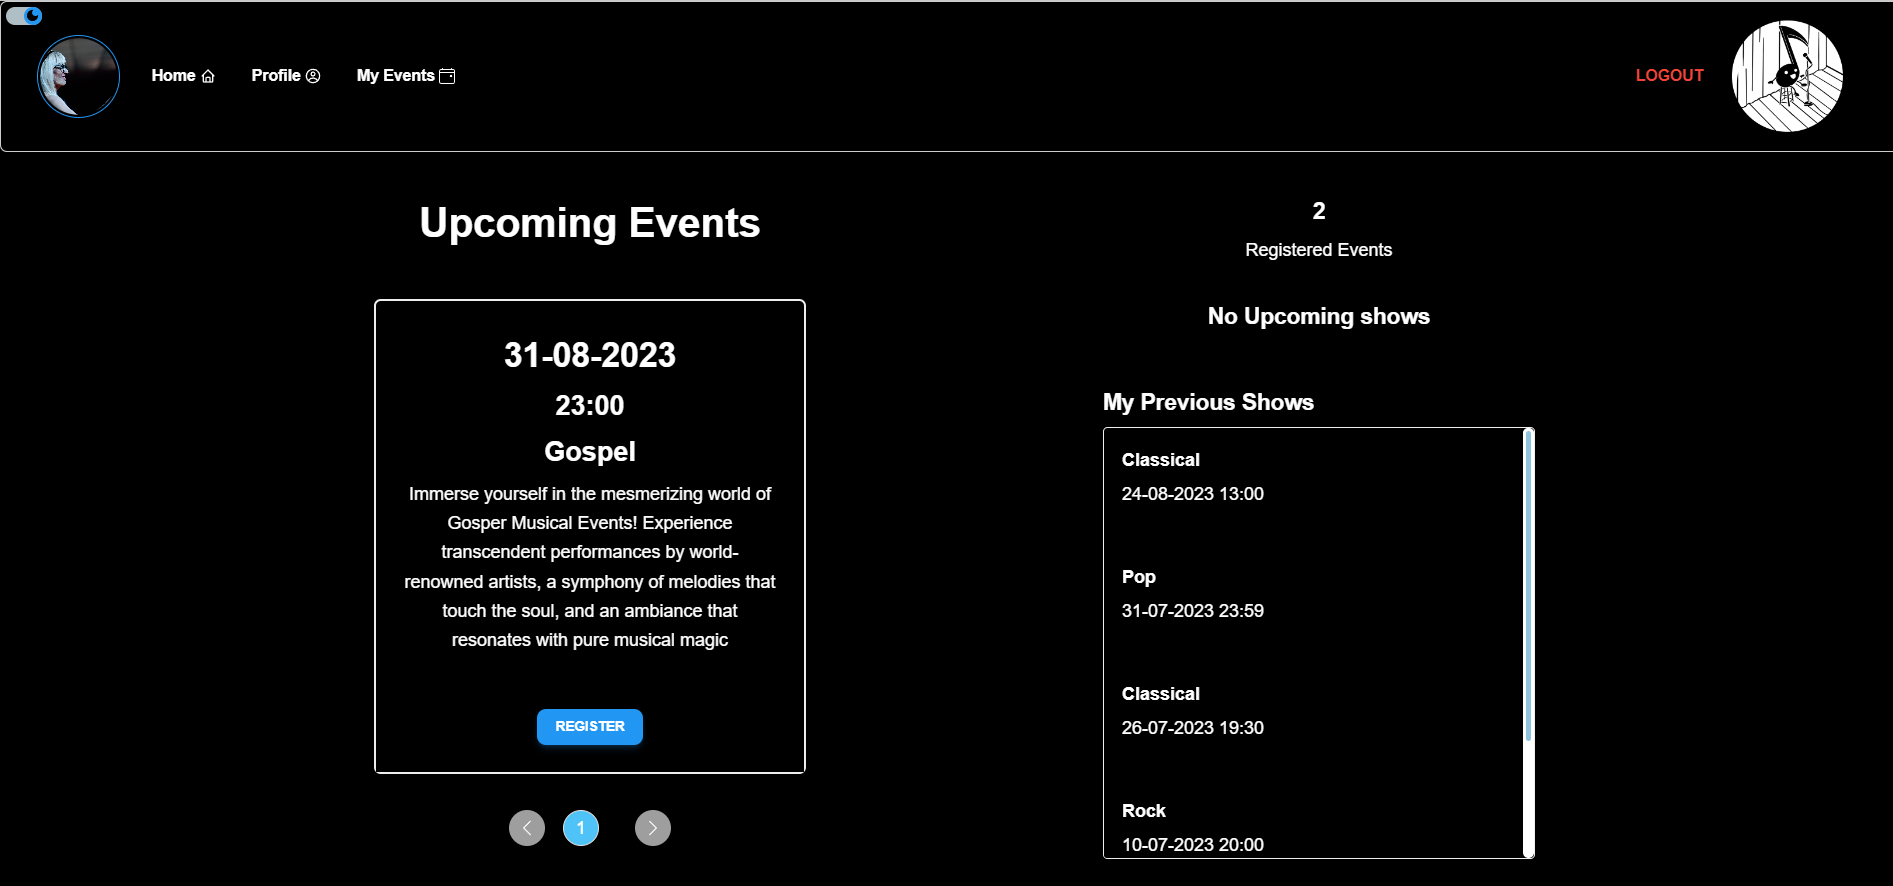 Home
Profile
My Events
LOGOUT
Upcoming Events
31-08-2023
23:00
Gospel
Immerse yourself in the mesmerizing world of
Gosper Musical Events! Experience
transcendent performances by world-
renowned artists, a symphony of melodies that
touch the soul, and an ambiance that
resonates with pure musical magic
REGISTER
1
2
Registered Events
No Upcoming shows
My Previous Shows
Classical
24-08-2023 13:00
Pop
31-07-2023 23:59
Classical
26-07-2023 19:30
Rock
10-07-2023 20:00